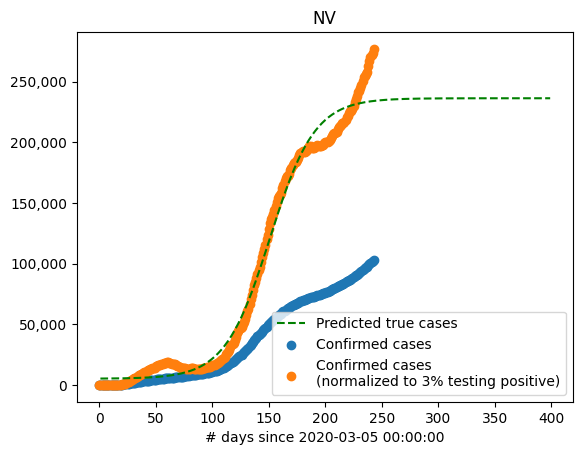 NV
250,000
200,000
150,000
100,000
50,000
0
0 50 100 150 200 250 300 350 400
# days since 2020-03-05 00:00:00
Predicted true cases
Confirmed cases
Confirmed cases
(normalized to 3% testing positive)